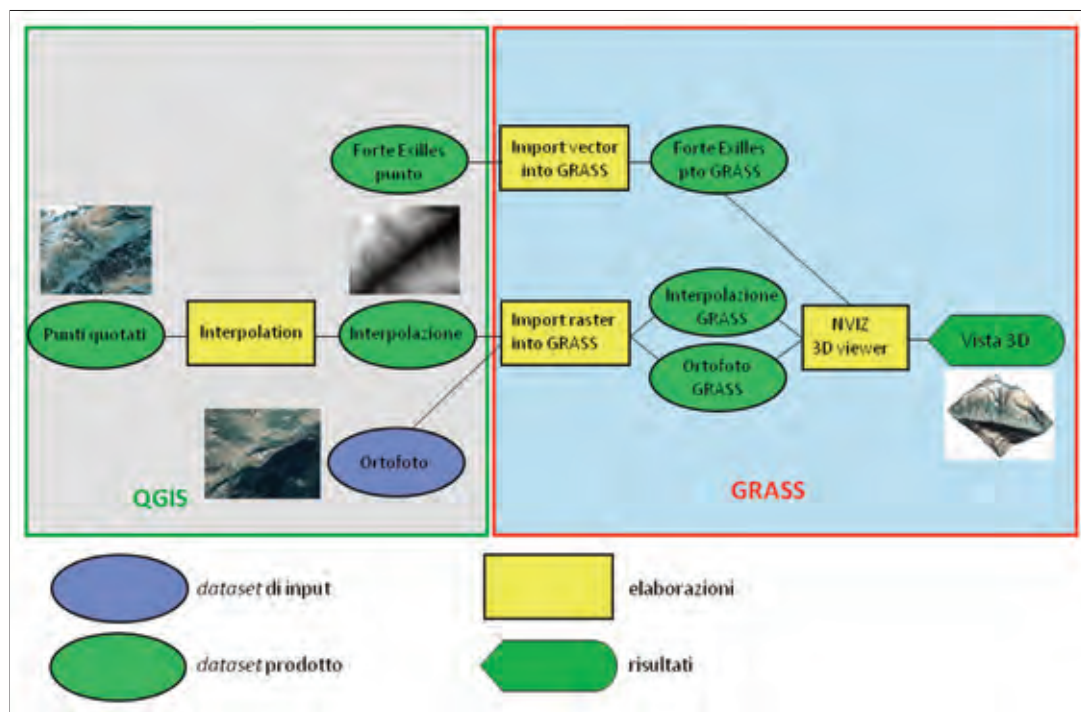 Forte Exilles
punto
Import vector
into GRASS
Forte Exilles
pto GRASS
Punti quotati
Interpolation
Interpolazione
Import raster
into GRASS
Interpolazione
GRASS
Ortofoto
GRASS
NVIZ
3D viewer
Vista 3D
Ortofoto
QGIS
GRASS
dataset di input
elaborazioni
dataset prodotto
risultati